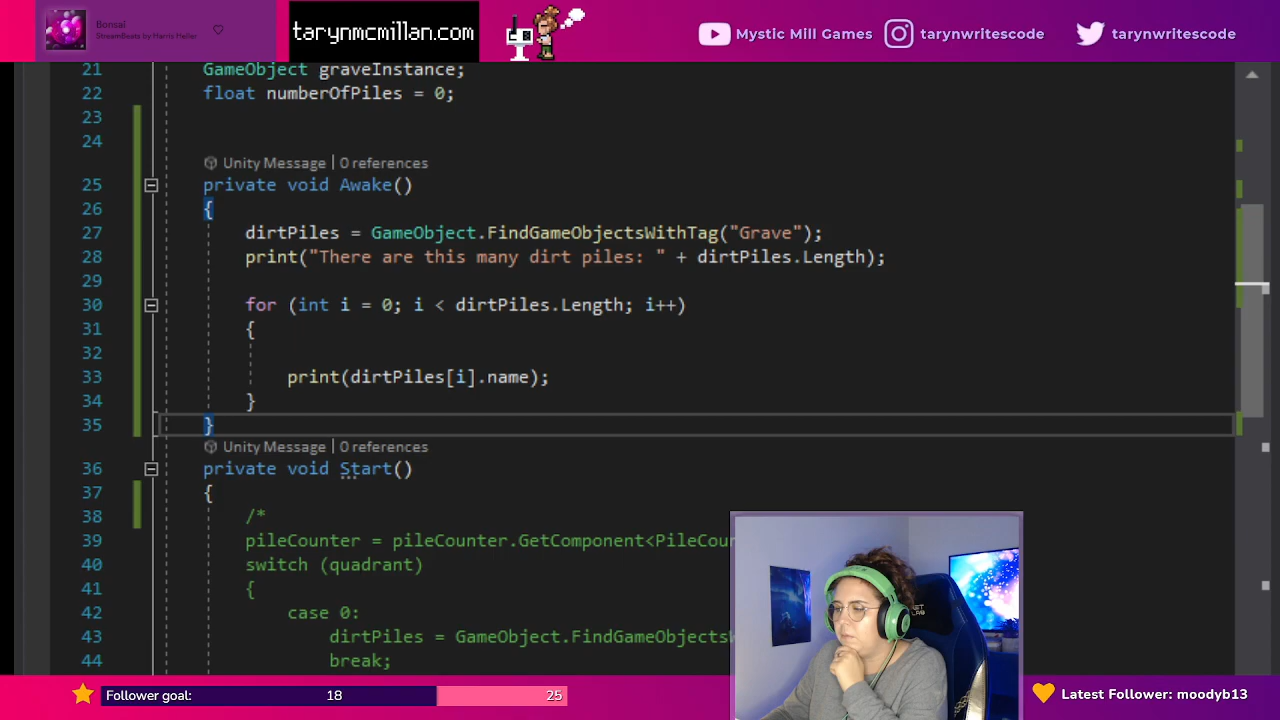 Bonsai
StreamBeats by Harris Heller
tarynmcmillan.com
Mystic Mill Games
tarynwritescode
tarynwritescode
21 GameObject graveInstance;
22 float numberOfPiles = 0;
23
24
Unity Message | 0 references
25 private void Awake()
26 {
27 dirtPiles = GameObject.FindGameObjectsWithTag("Grave");
28 print("There are this many dirt piles: " + dirtPiles.Length);
29
30 for (int i = 0; i < dirtPiles.Length; i++)
31 {
32
33 print(dirtPiles[i].name);
34 }
35 }
Unity Message | 0 references
36 private void Start()
37 {
38 /*
39 pileCounter = pileCounter.GetComponent<PileCoun
40 switch (quadrant)
41 {
42 case 0:
43 dirtPiles = GameObject.FindGameObjectsW
44 break;
Follower goal: 18 25
Latest Follower: moodyb13